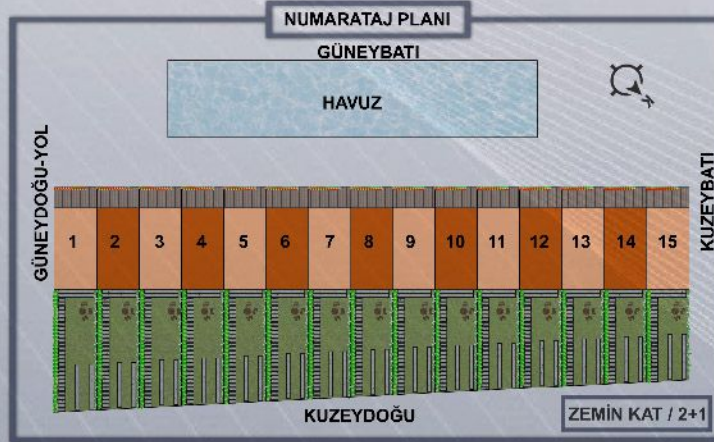 NUMARATAJ PLANI
GÜNEYBATI
HAVUZ
GÜNEYDOĞU-YOL
KUZEYBATI
1 2 3 4 5 6 7 8 9 10 11 12 13 14 15
KUZEYDOĞU
ZEMİN KAT / 2+1